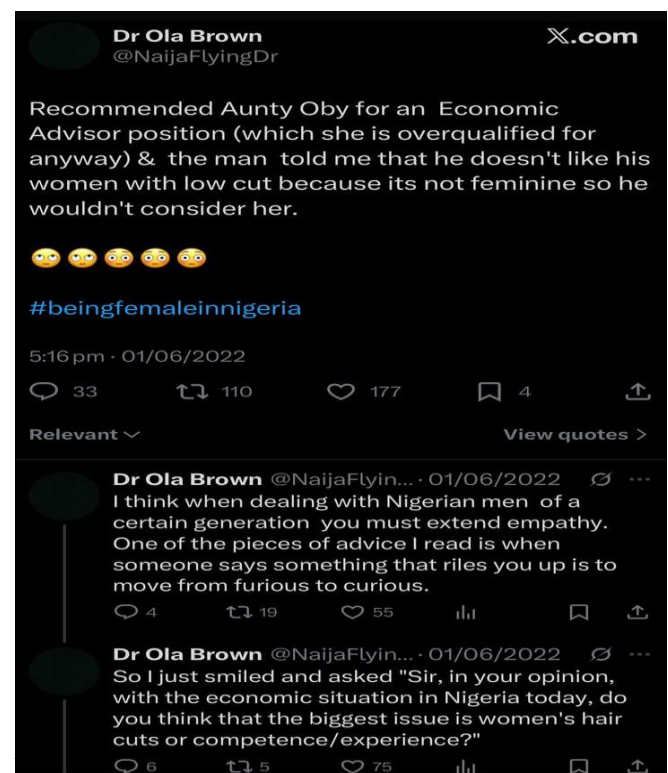 Dr Ola Brown
X.com
@NaijaFlyingDr
Recommended Aunty Oby for an Economic
Advisor position (which she is overqualified for
anyway) & the man told me that he doesn't like his
women with low cut because its not feminine so he
wouldn't consider her.
🙄🙄😳😳😳
#beingfemaleinnigeria
5:16 pm · 01/06/2022
33 110 177 4
Relevant View quotes >
Dr Ola Brown @NaijaFlyin... · 01/06/2022
I think when dealing with Nigerian men of a
certain generation you must extend empathy.
One of the pieces of advice I read is when
someone says something that riles you up is to
move from furious to curious.
4 19 55
Dr Ola Brown @NaijaFlyin... · 01/06/2022
So I just smiled and asked "Sir, in your opinion,
with the economic situation in Nigeria today, do
you think that the biggest issue is women's hair
cuts or competence/experience?"
6 5 75